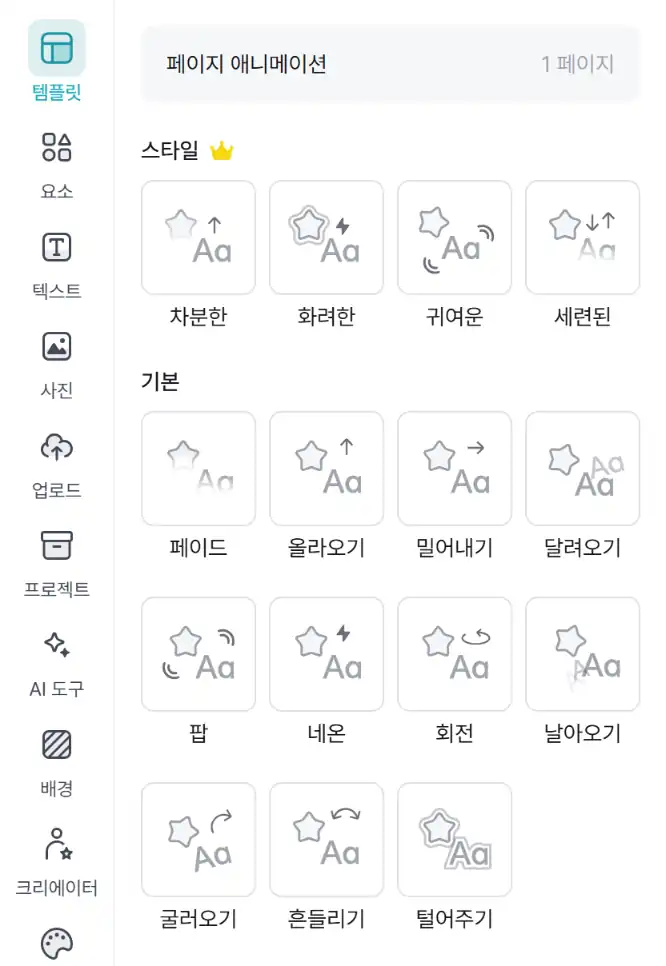 템플릿
요소
텍스트
사진
업로드
프로젝트
AI 도구
배경
크리에이터
페이지 애니메이션 1 페이지
스타일
Aa Aa Aa Aa
차분한 화려한 귀여운 세련된
기본
Aa Aa Aa Aa Aa
페이드 올라오기 밀어내기 달려오기
Aa Aa Aa A Aa
팝 네온 회전 날아오기
Aa Aa Aa
굴러오기 흔들리기 털어주기